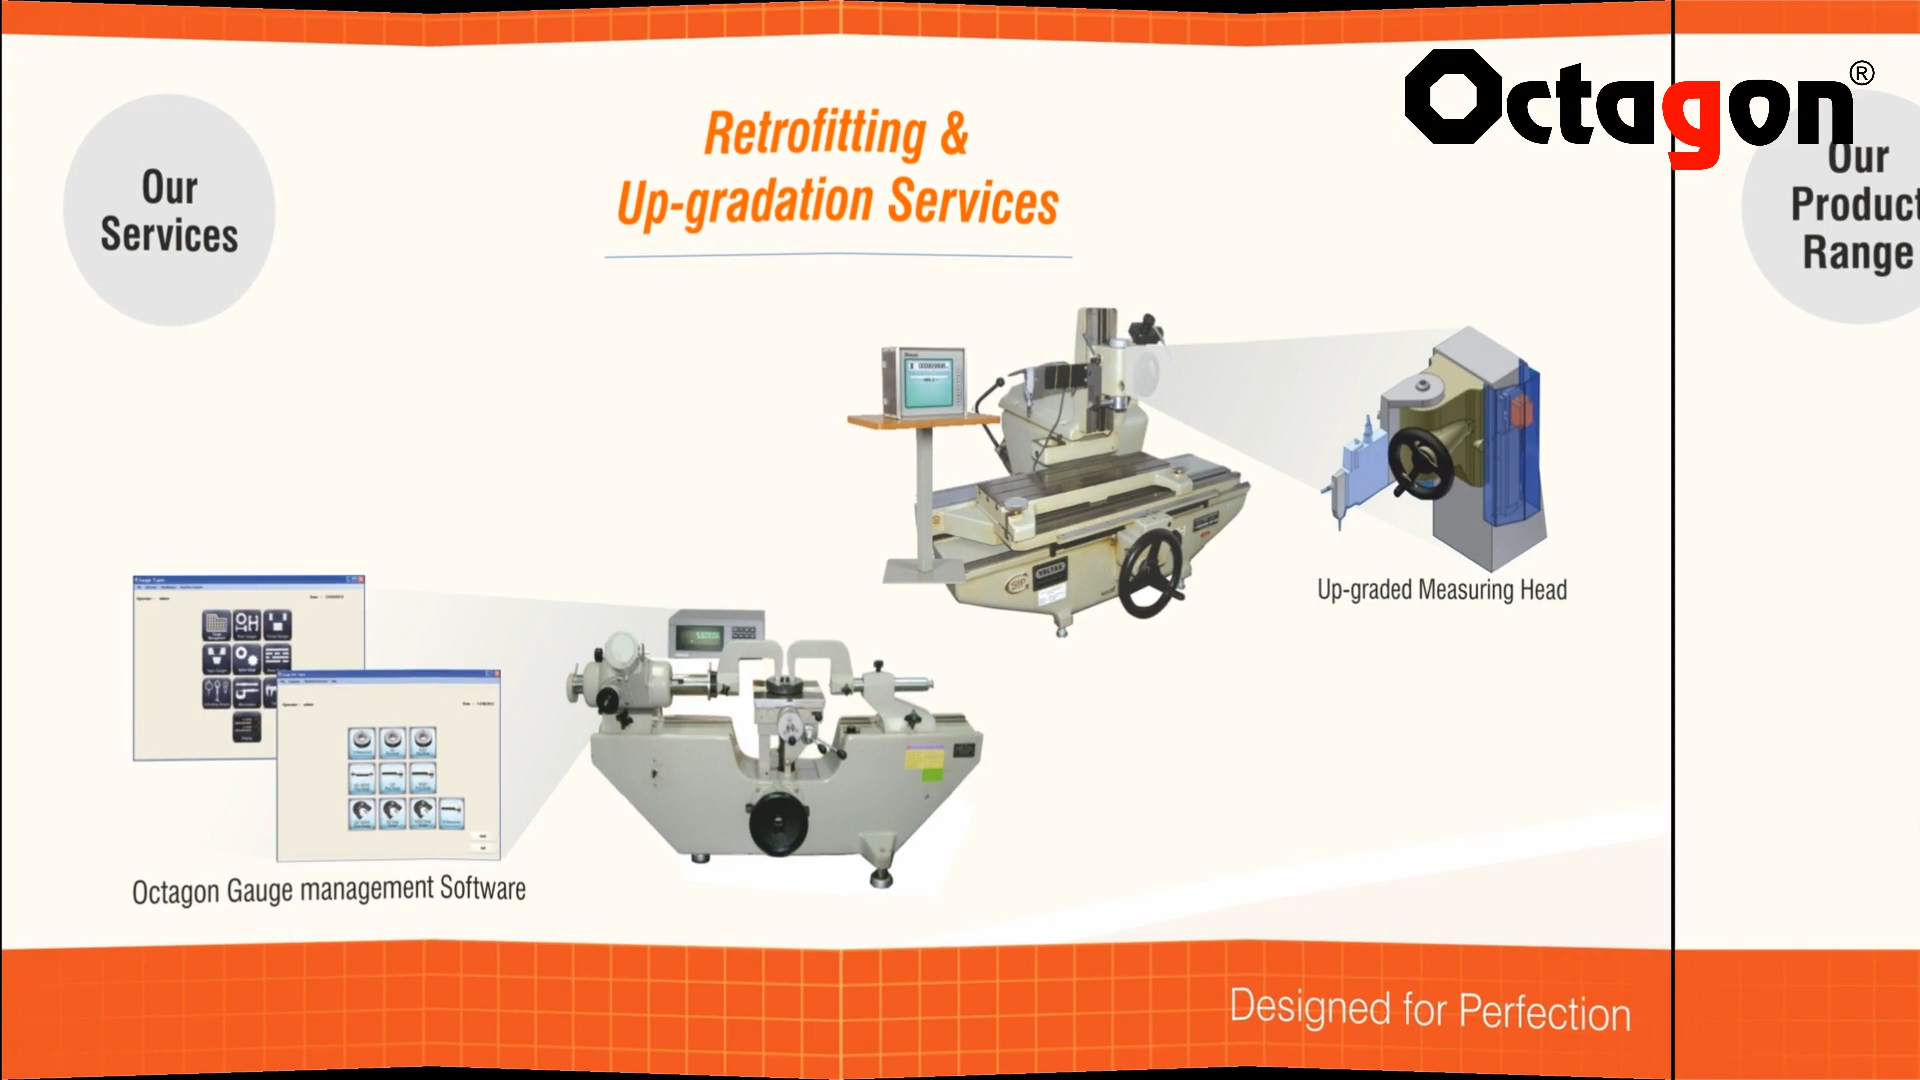 Octagon®
Our
Services
Retrofitting &
Up-gradation Services
Our
Product
Range
Up-graded Measuring Head
SIP
Octagon Gauge management Software
Designed for Perfection